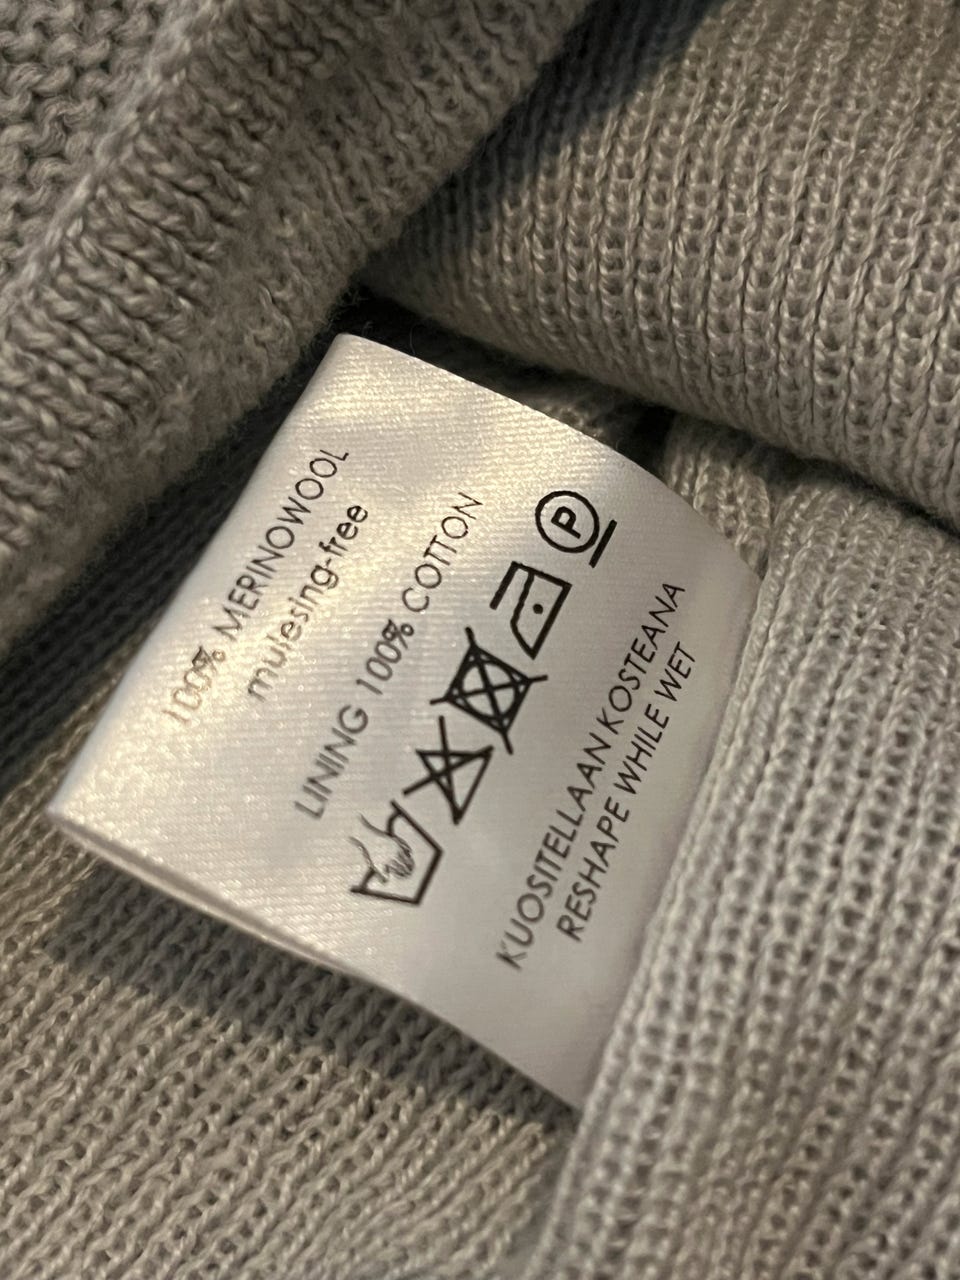 100% MERINOWOOL
mulesing-free
LINING 100% COTTON
P
KUOSITELLAAN KOSTEANA
RESHAPE WHILE WET